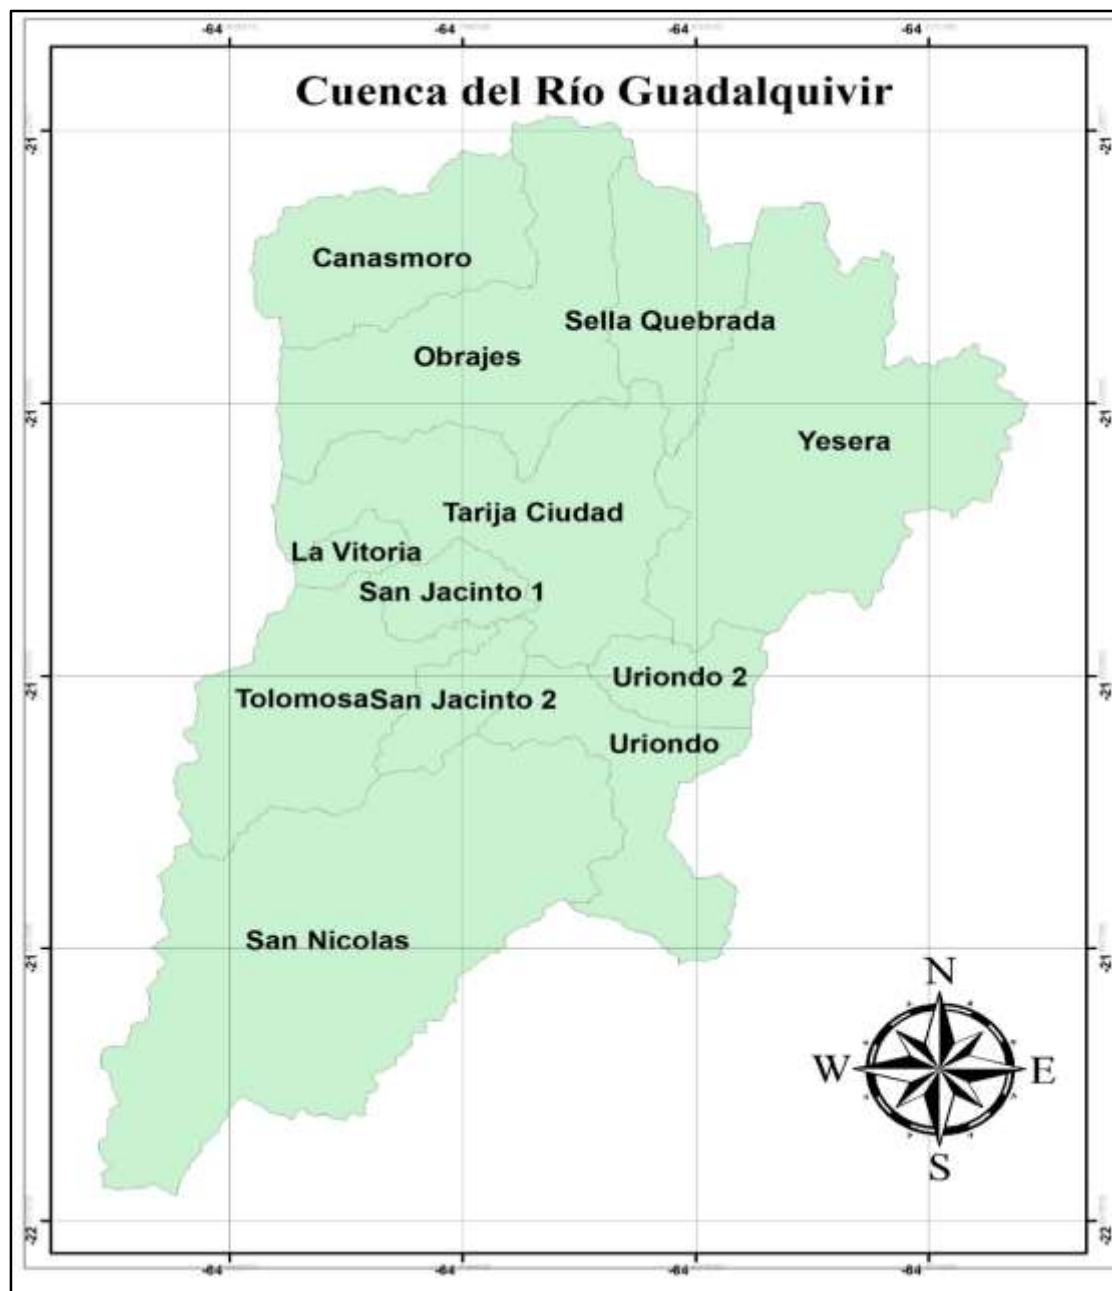 -64 -64 -64 -64
Cuenca del Río Guadalquivir
-21 -21
Canasmoro
Sella Quebrada
Obrajes
-21 -21
Yesera
Tarija Ciudad
La Vitoria
San Jacinto 1
Uriondo 2
-21 -21
Tolomosa San Jacinto 2
Uriondo
San Nicolas
-21 -21
N
W E
S
-22 -22
-64 -64 -64 -64